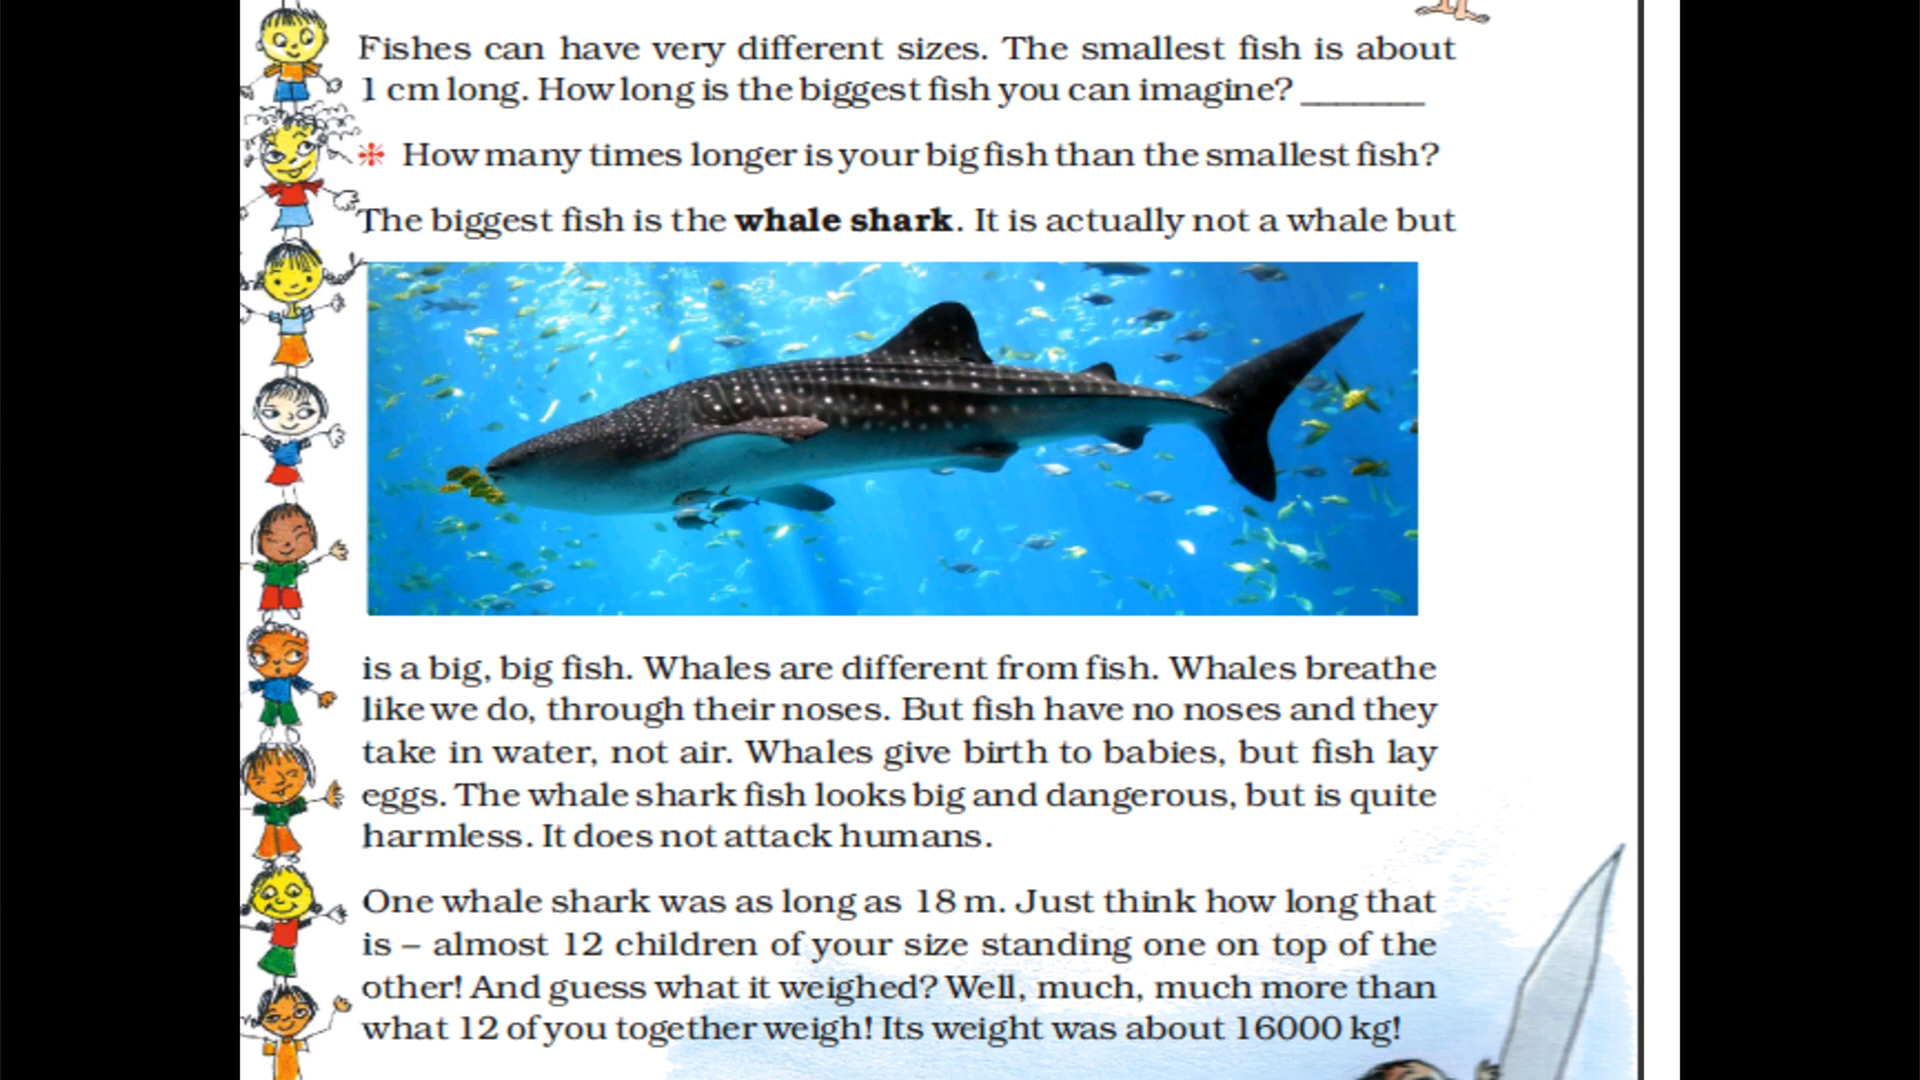 Fishes can have very different sizes. The smallest fish is about
1 cm long. How long is the biggest fish you can imagine? _______
❊ How many times longer is your big fish than the smallest fish?
The biggest fish is the whale shark. It is actually not a whale but
is a big, big fish. Whales are different from fish. Whales breathe
like we do, through their noses. But fish have no noses and they
take in water, not air. Whales give birth to babies, but fish lay
eggs. The whale shark fish looks big and dangerous, but is quite
harmless. It does not attack humans.
One whale shark was as long as 18 m. Just think how long that
is – almost 12 children of your size standing one on top of the
other! And guess what it weighed? Well, much, much more than
what 12 of you together weigh! Its weight was about 16000 kg!